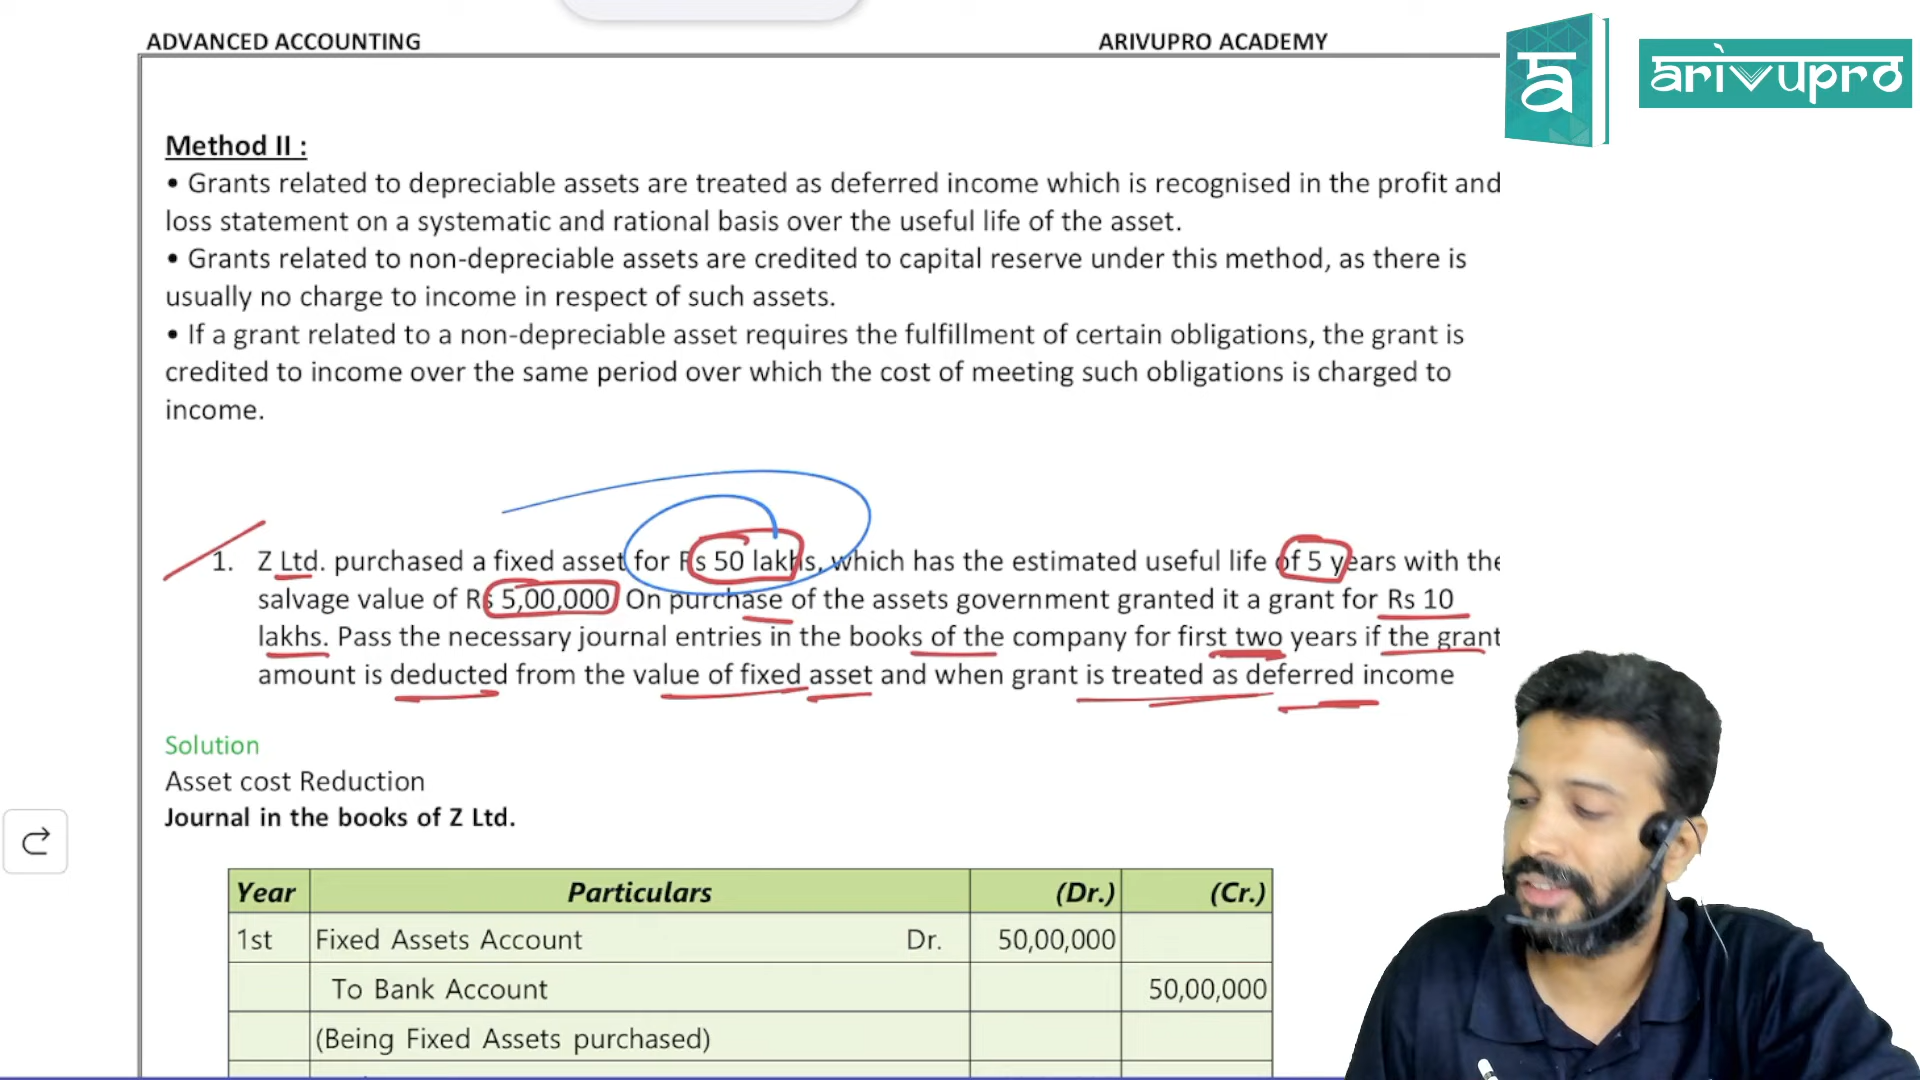 ADVANCED ACCOUNTING ARIVUPRO ACADEMY
arivupro
Method II :
• Grants related to depreciable assets are treated as deferred income which is recognised in the profit and
loss statement on a systematic and rational basis over the useful life of the asset.
• Grants related to non-depreciable assets are credited to capital reserve under this method, as there is
usually no charge to income in respect of such assets.
• If a grant related to a non-depreciable asset requires the fulfillment of certain obligations, the grant is
credited to income over the same period over which the cost of meeting such obligations is charged to
income.
1. Z Ltd. purchased a fixed asset for Rs 50 lakhs, which has the estimated useful life of 5 years with the
salvage value of Rs 5,00,000 On purchase of the assets government granted it a grant for Rs 10
lakhs. Pass the necessary journal entries in the books of the company for first two years if the grant
amount is deducted from the value of fixed asset and when grant is treated as deferred income
Solution
Asset cost Reduction
Journal in the books of Z Ltd.
Year Particulars (Dr.) (Cr.)
1st Fixed Assets Account Dr. 50,00,000
To Bank Account 50,00,000
(Being Fixed Assets purchased)